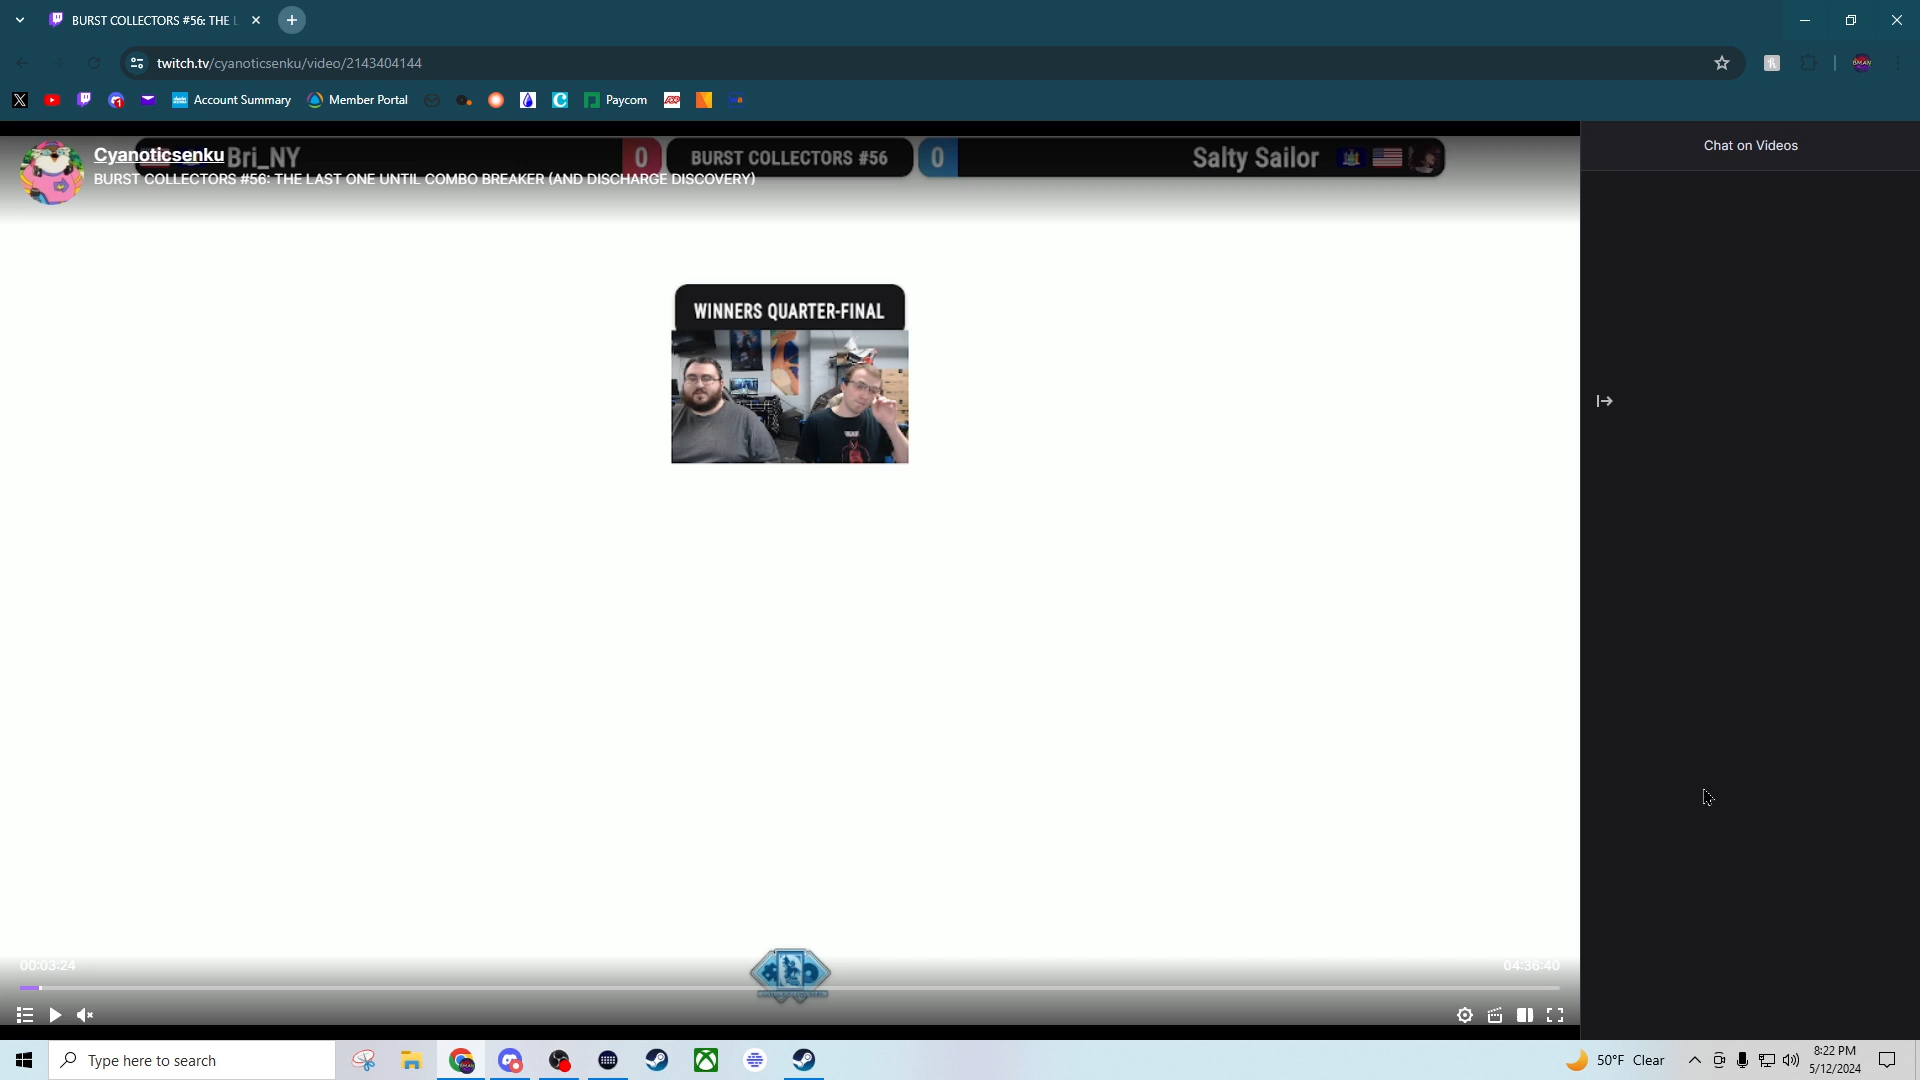 BURST COLLECTORS #56: THE L
twitch.tv/cyanoticsenku/video/2143404144
Account Summary
Member Portal
Paycom
Cyanoticsenku
Bri_NY
0
BURST COLLECTORS #56
0
Salty Sailor
BURST COLLECTORS #56: THE LAST ONE UNTIL COMBO BREAKER (AND DISCHARGE DISCOVERY)
Chat on Videos
WINNERS QUARTER-FINAL
00:03:24
04:36:40
Type here to search
50°F Clear
8:22 PM
5/12/2024